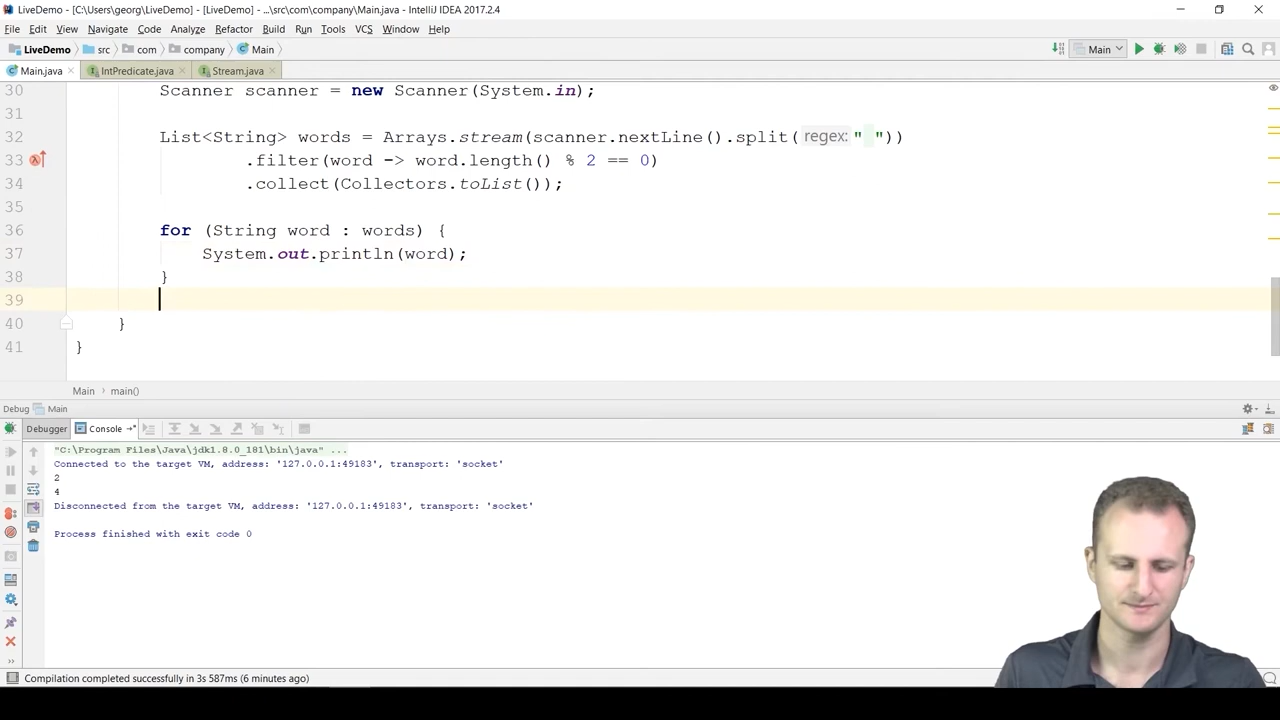 LiveDemo - [C:\Users\georg\LiveDemo] - [LiveDemo] - ...\src\com\company\Main.java - IntelliJ IDEA 2017.2.4
File Edit View Navigate Code Analyze Refactor Build Run Tools VCS Window Help
LiveDemo src com company Main Main
Main.java IntPredicate.java Stream.java
30 Scanner scanner = new Scanner(System.in);
31
32 List<String> words = Arrays.stream(scanner.nextLine().split( regex: " "))
33 .filter(word -> word.length() % 2 == 0)
34 .collect(Collectors.toList());
35
36 for (String word : words) {
37 System.out.println(word);
38 }
39
40 }
41 }
Main › main()
Debug Main
Debugger Console
"C:\Program Files\Java\jdk1.8.0_181\bin\java" ...
Connected to the target VM, address: '127.0.0.1:49183', transport: 'socket'
2
4
Disconnected from the target VM, address: '127.0.0.1:49183', transport: 'socket'
Process finished with exit code 0
Compilation completed successfully in 3s 587ms (6 minutes ago)